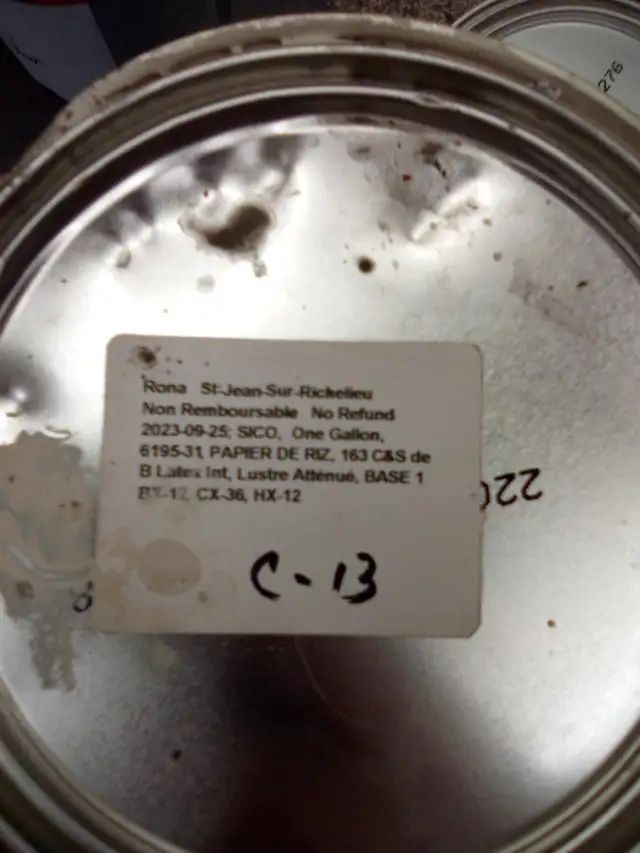 276
Rona St-Jean-Sur-Richelieu
Non Remboursable No Refund
2023-09-25; SICO, One Gallon,
6195-31, PAPIER DE RIZ, 163 C&S de
B Latex Int, Lustre Atténué, BASE 1
CX-36, HX-12
C-13